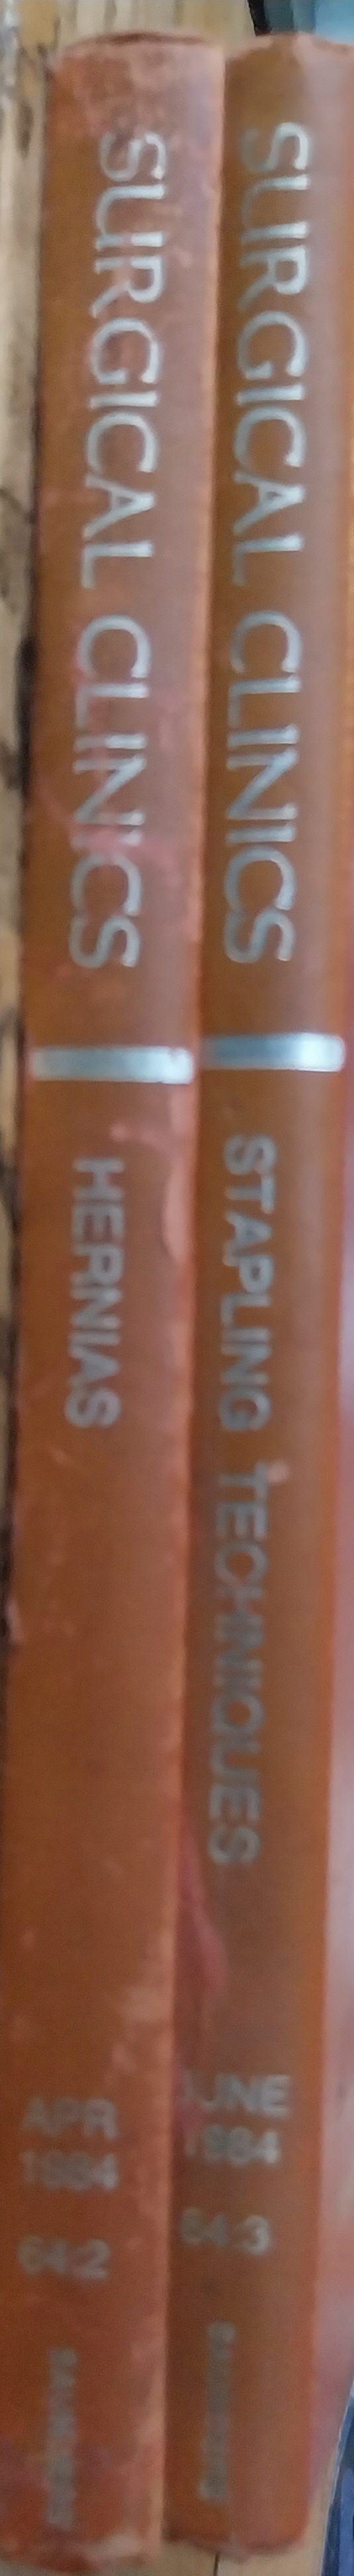 SURGICAL CLINICS
HERNIAS
APR
1984
64:2
SURGICAL CLINICS
STAPLING TECHNIQUES
JUNE
1984
64:3